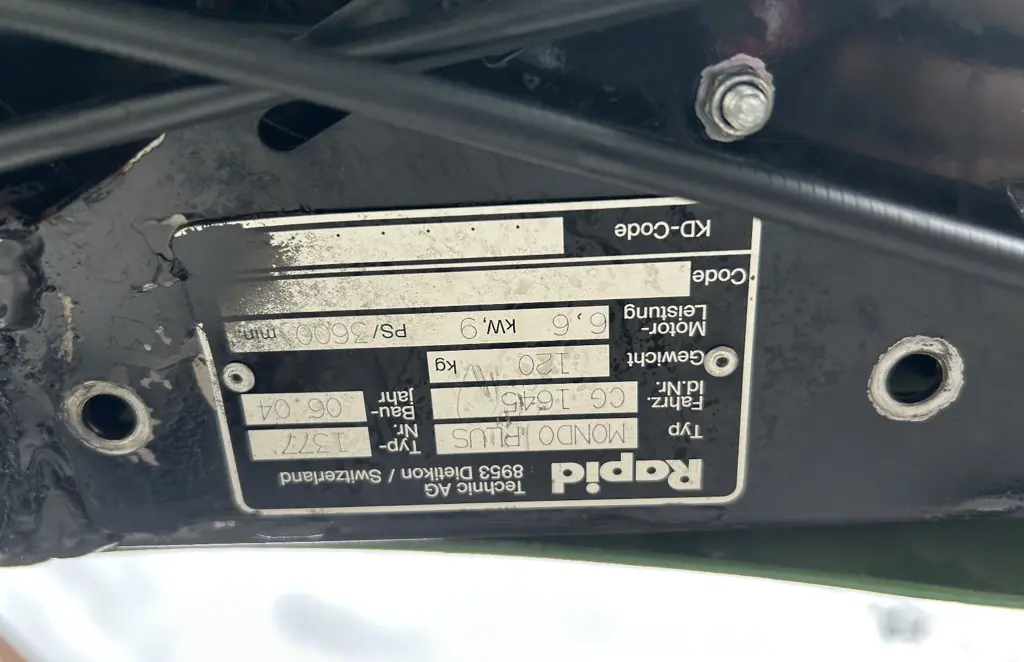 Rapid Technic AG
8953 Dietikon / Switzerland
Typ MONDO PLUS Typ-Nr. 1377
Fahrz. Id.Nr CG 1645 Bau-jahr 06.04
Gewicht 120 kg
Motor-Leistung 6,6 kW, 9 PS/ 3600 min
Code
KD-Code